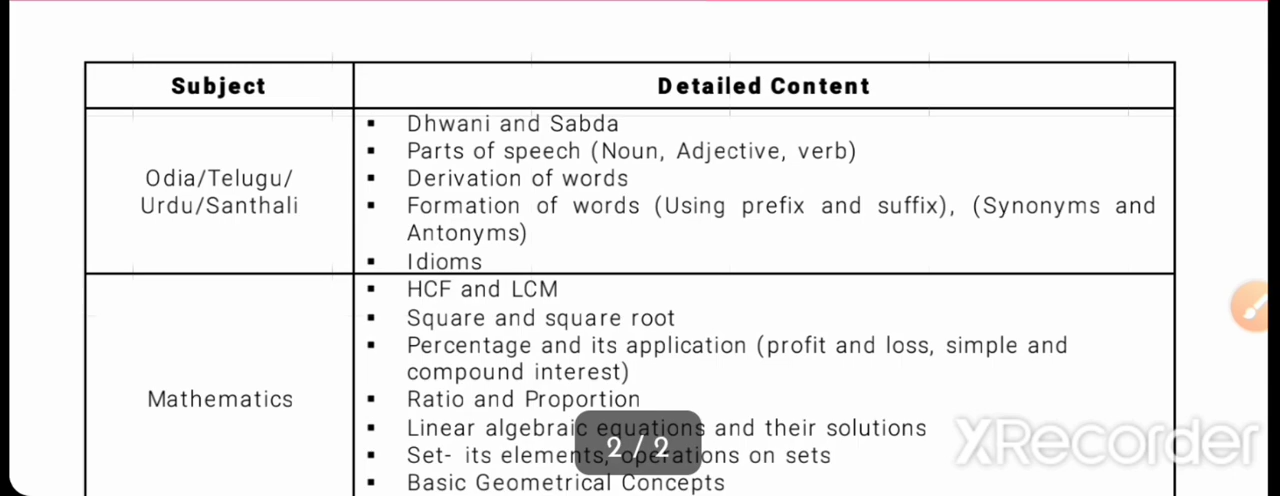 Subject Detailed Content
Odia/Telugu/
Urdu/Santhali
▪ Dhwani and Sabda
▪ Parts of speech (Noun, Adjective, verb)
▪ Derivation of words
▪ Formation of words (Using prefix and suffix), (Synonyms and
Antonyms)
▪ Idioms
Mathematics
▪ HCF and LCM
▪ Square and square root
▪ Percentage and its application (profit and loss, simple and
compound interest)
▪ Ratio and Proportion
▪ Linear algebraic equations and their solutions
▪ Set- its elements, operations on sets
▪ Basic Geometrical Concepts
2 / 2
XRecorder